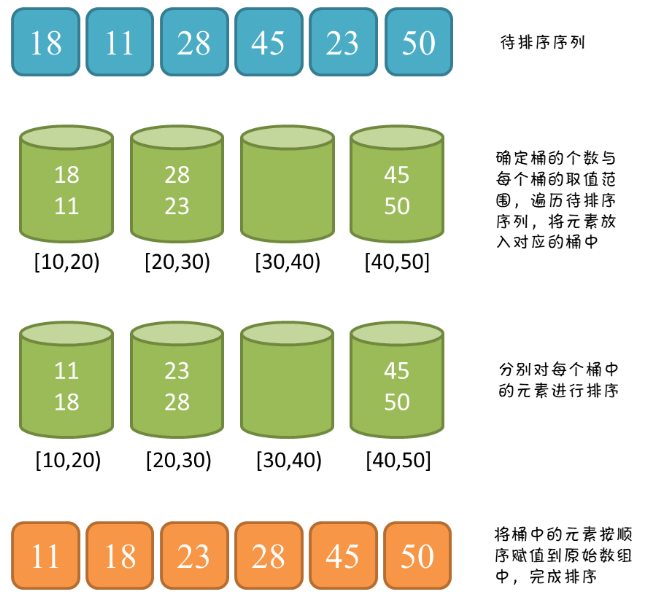 18 11 28 45 23 50 待排序序列
18 28 45
11 23 50
[10,20) [20,30) [30,40) [40,50]
确定桶的个数与
每个桶的取值范
围，遍历待排序
序列，将元素放
入对应的桶中
11 23 45
18 28 50
[10,20) [20,30) [30,40) [40,50]
分别对每个桶中
的元素进行排序
11 18 23 28 45 50
将桶中的元素按顺
序赋值到原始数组
中，完成排序